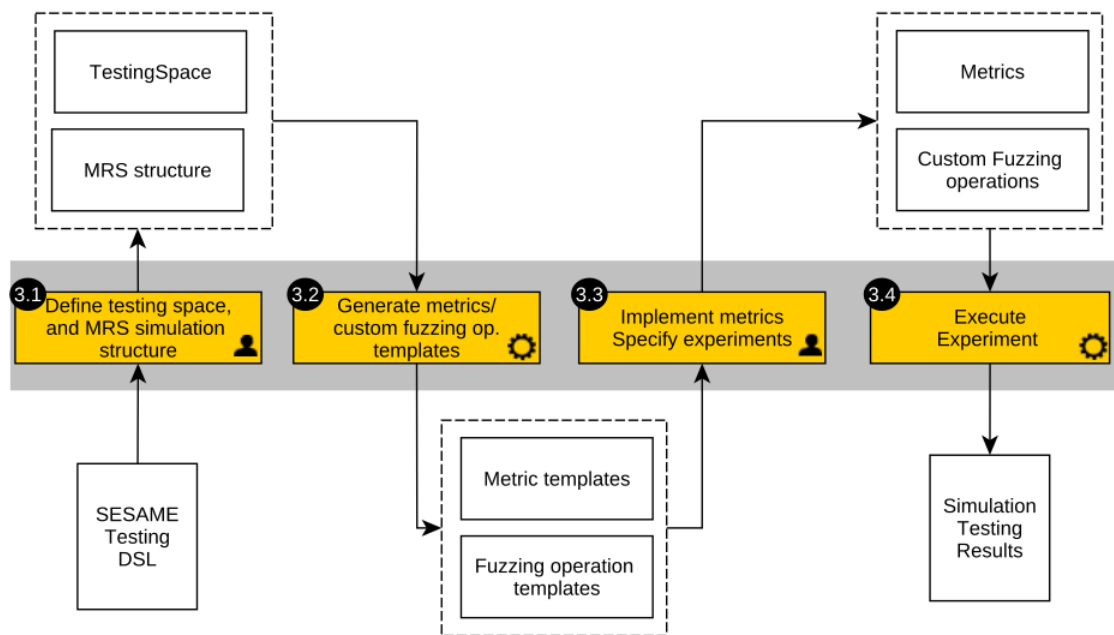 TestingSpace
MRS structure
Metrics
Custom Fuzzing
operations
3.1
Define testing space,
and MRS simulation
structure
3.2
Generate metrics/
custom fuzzing op.
templates
3.3
Implement metrics
Specify experiments
3.4
Execute
Experiment
SESAME
Testing
DSL
Metric templates
Fuzzing operation
templates
Simulation
Testing
Results